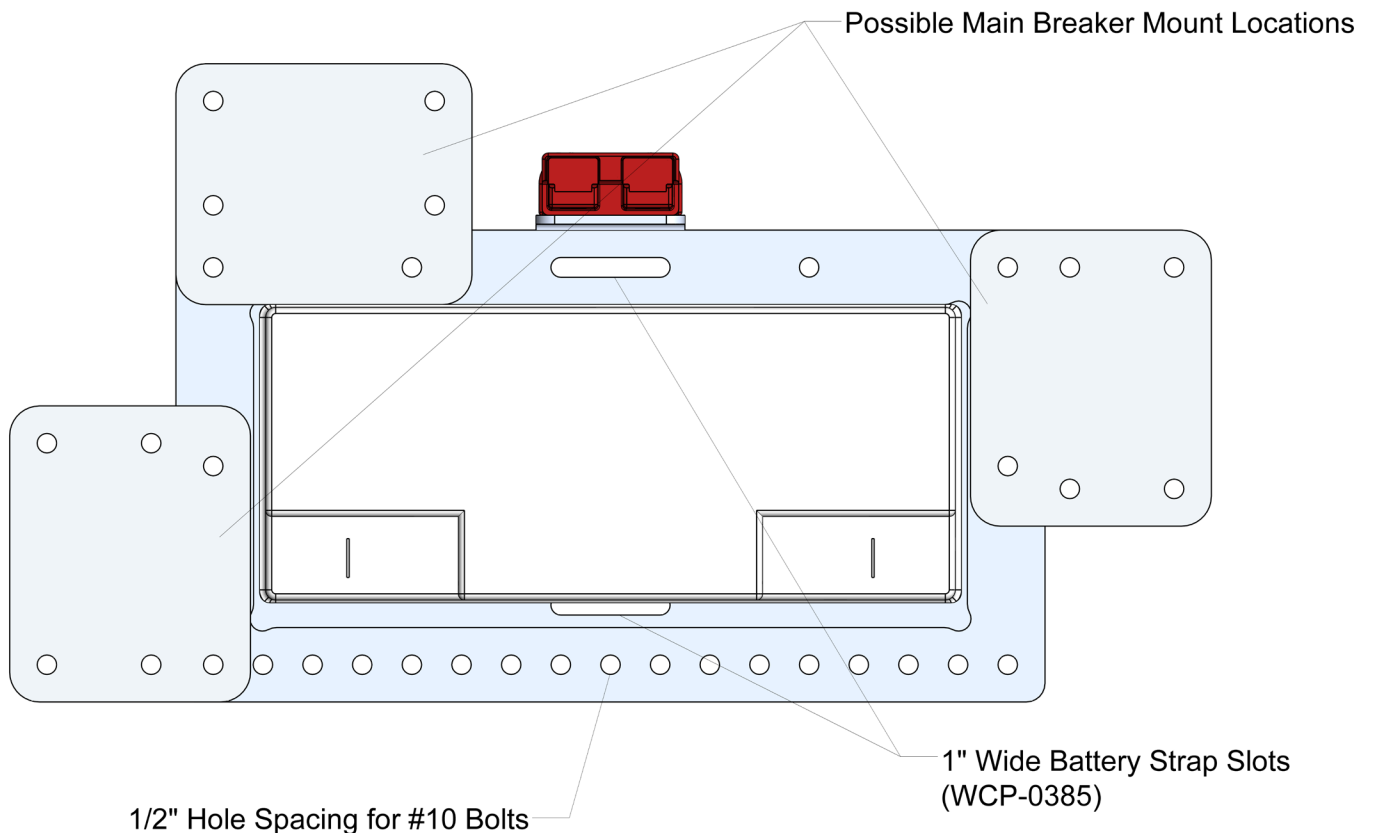 Possible Main Breaker Mount Locations
1" Wide Battery Strap Slots
(WCP-0385)
1/2" Hole Spacing for #10 Bolts